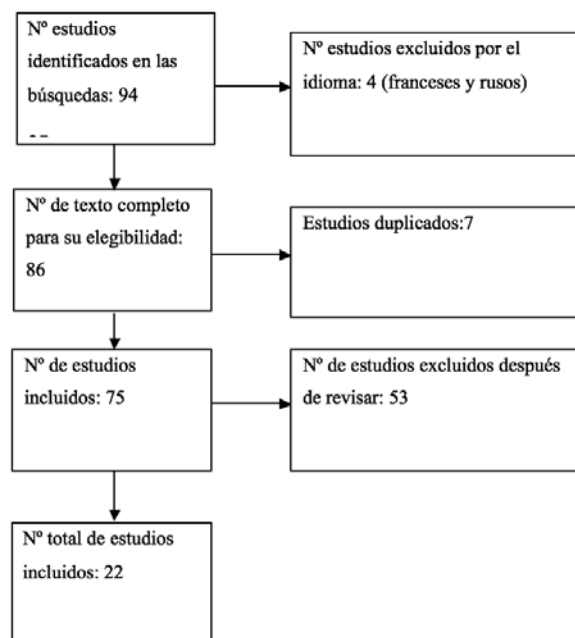 Nº estudios
identificados en las
búsquedas: 94
Nº estudios excluidos por el
idioma: 4 (franceses y rusos)
Nº de texto completo
para su elegibilidad:
86
Estudios duplicados:7
Nº de estudios
incluidos: 75
Nº de estudios excluidos después
de revisar: 53
Nº total de estudios
incluidos: 22